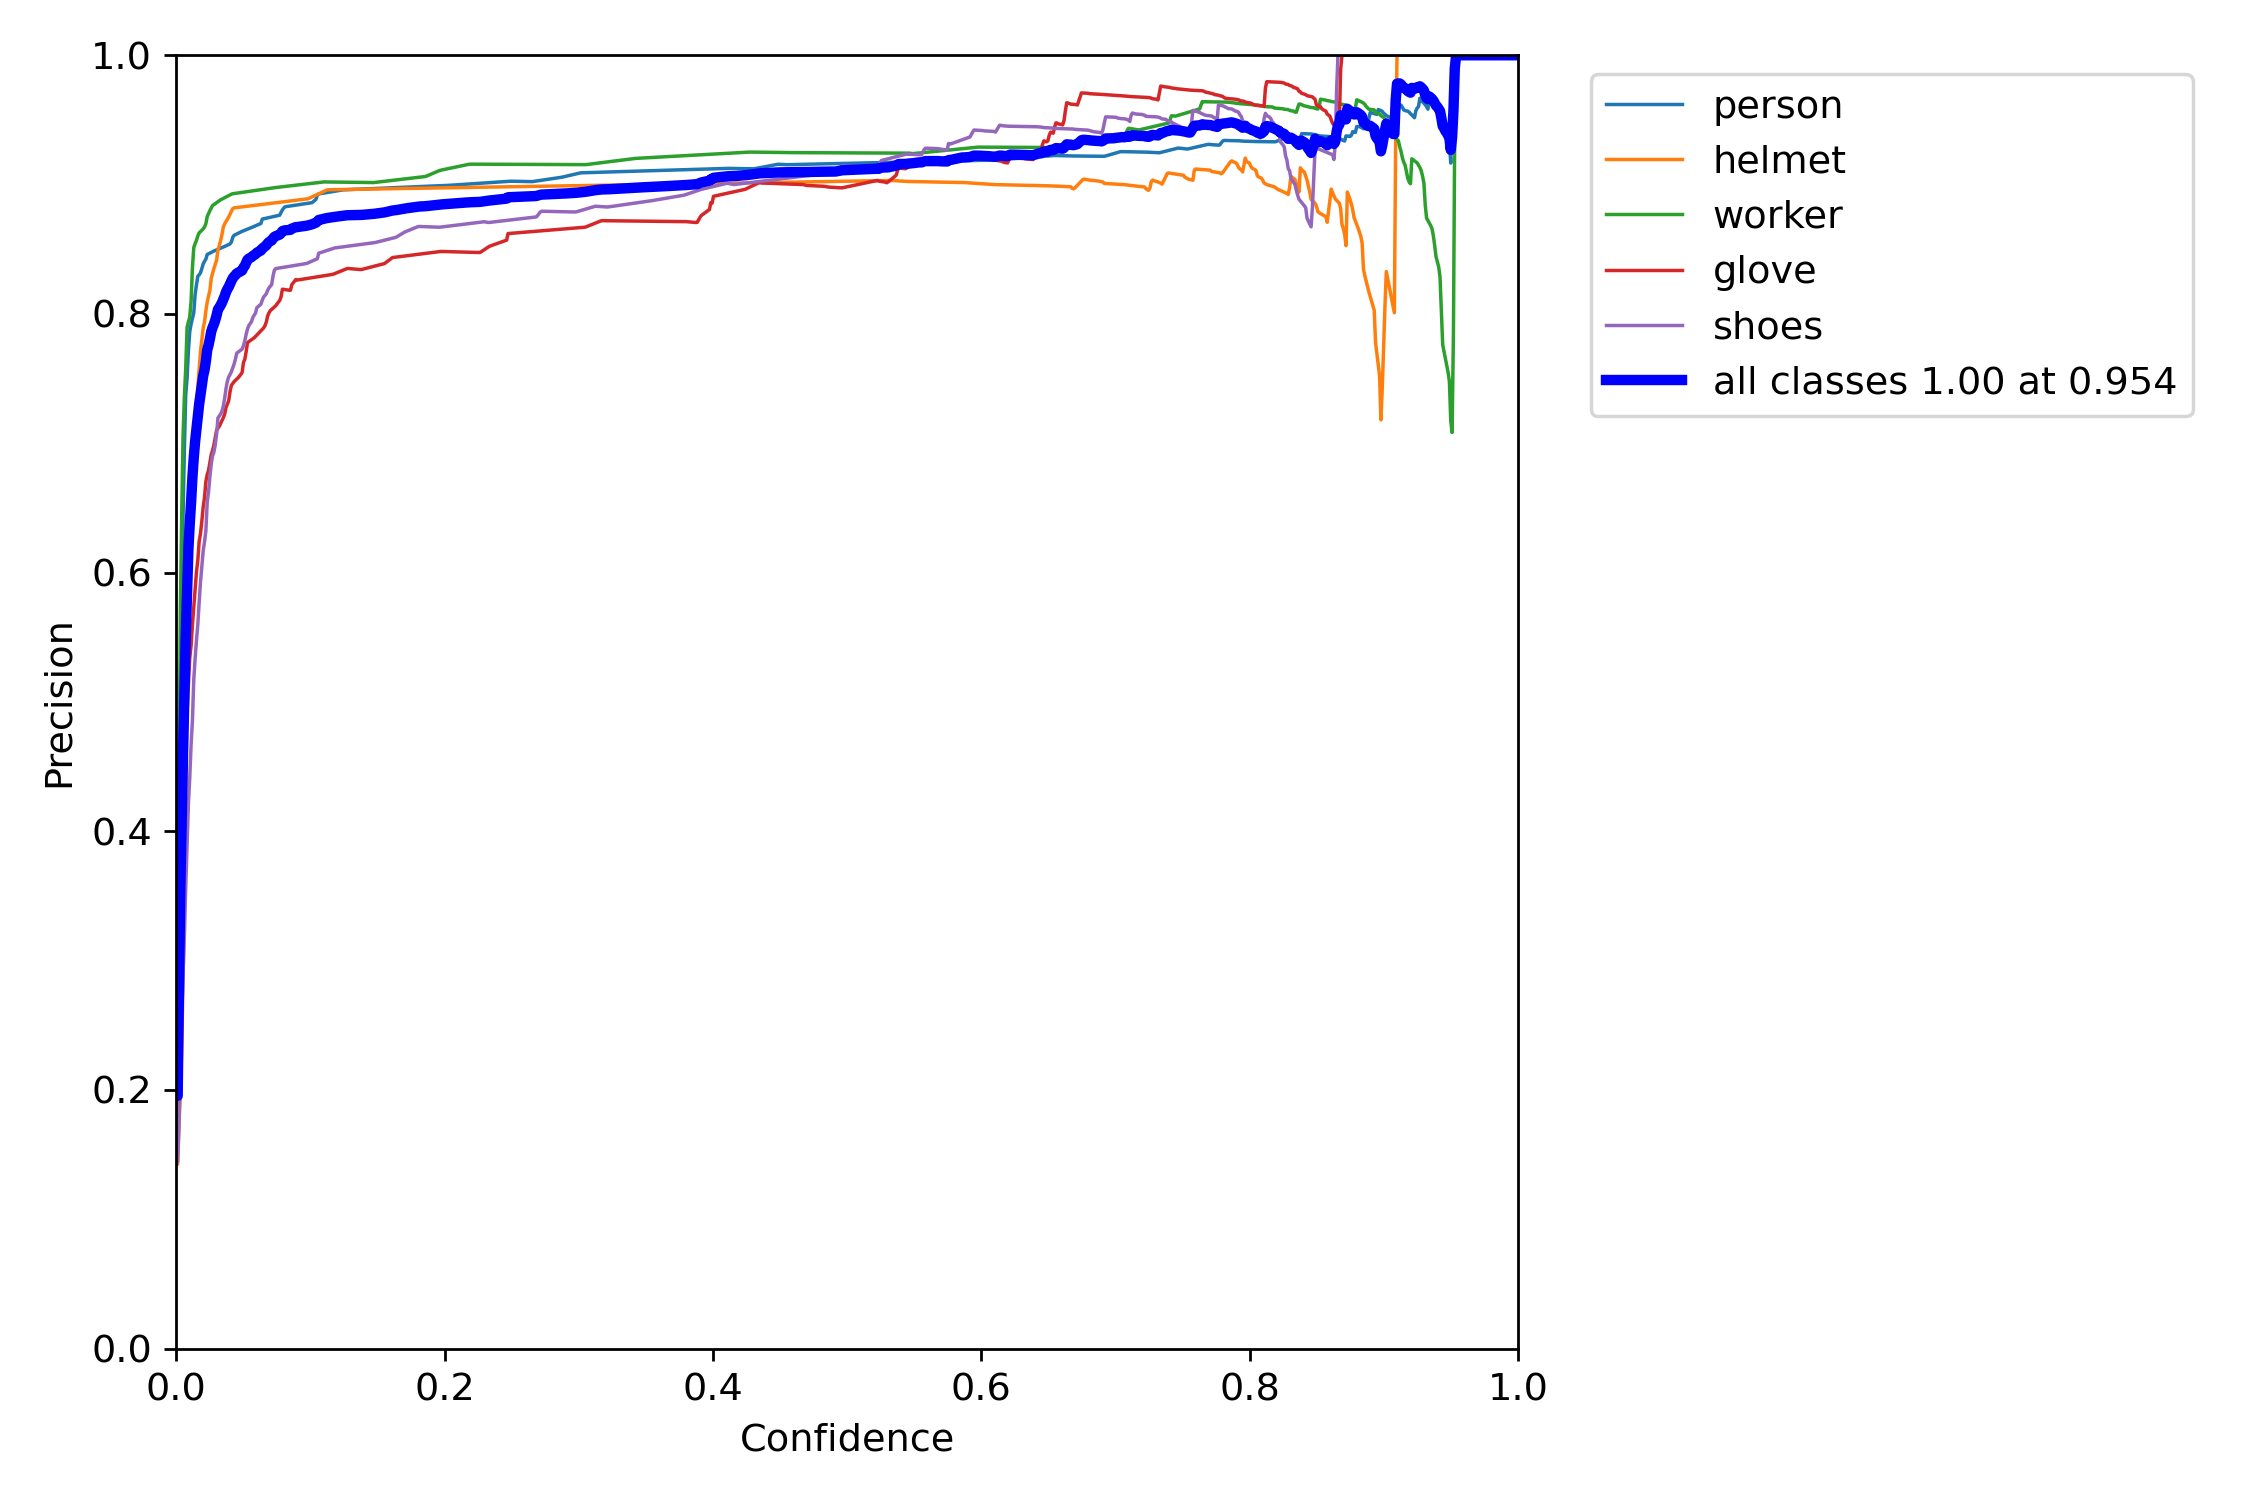 1.0
0.8
0.6
0.4
0.2
0.0
Precision
0.0 0.2 0.4 0.6 0.8 1.0
Confidence
person
helmet
worker
glove
shoes
all classes 1.00 at 0.954